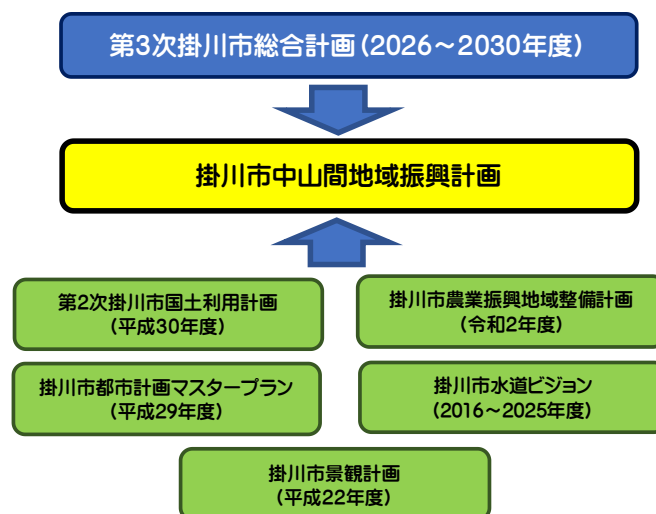 第3次掛川市総合計画（2026～2030年度）
掛川市中山間地域振興計画
第2次掛川市国土利用計画
（平成30年度）
掛川市農業振興地域整備計画
（令和2年度）
掛川市都市計画マスタープラン
（平成29年度）
掛川市水道ビジョン
（2016～2025年度）
掛川市景観計画
（平成22年度）